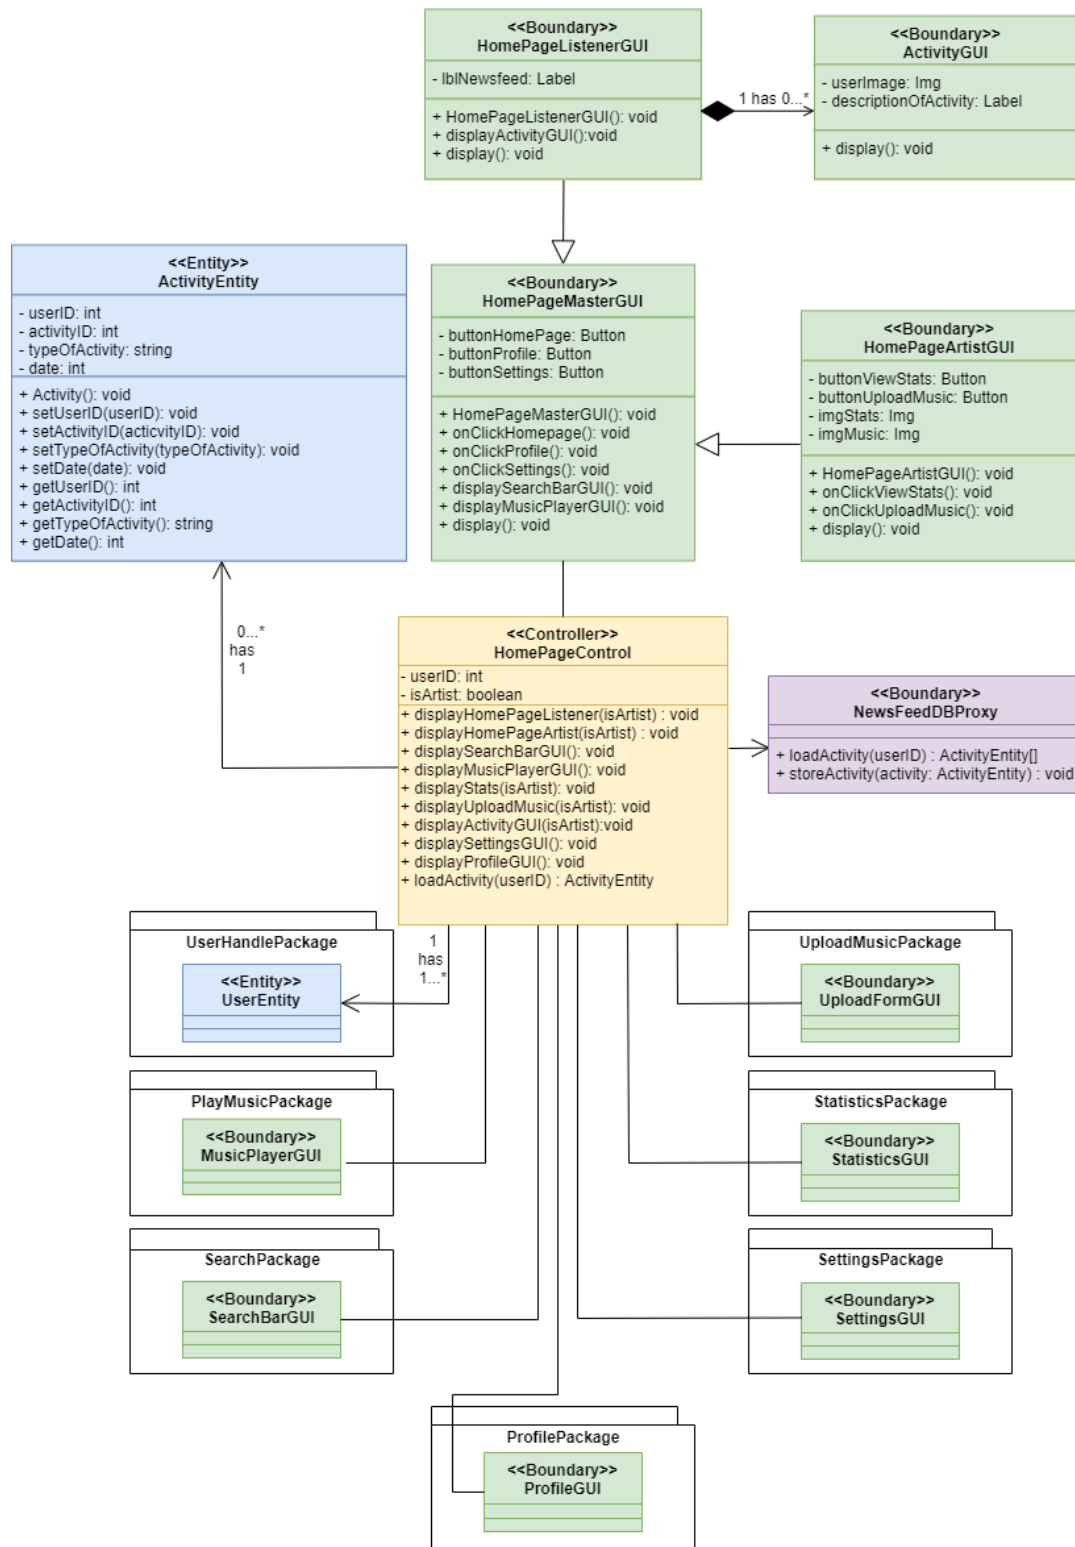 <<Boundary>>
HomePageListenerGUI
- lblNewsfeed: Label
+ HomePageListenerGUI(): void
+ displayActivityGUI():void
+ display(): void
1 has 0...*
<<Boundary>>
ActivityGUI
- userImage: Img
- descriptionOfActivity: Label
+ display(): void
<<Entity>>
ActivityEntity
- userID: int
- activityID: int
- typeOfActivity: string
- date: int
+ Activity(): void
+ setUserID(userID): void
+ setActivityID(acticvityID): void
+ setTypeOfActivity(typeOfActivity): void
+ setDate(date): void
+ getUserID(): int
+ getActivityID(): int
+ getTypeOfActivity(): string
+ getDate(): int
<<Boundary>>
HomePageMasterGUI
- buttonHomePage: Button
- buttonProfile: Button
- buttonSettings: Button
+ HomePageMasterGUI(): void
+ onClickHomepage(): void
+ onClickProfile(): void
+ onClickSettings(): void
+ displaySearchBarGUI(): void
+ displayMusicPlayerGUI(): void
+ display(): void
<<Boundary>>
HomePageArtistGUI
- buttonViewStats: Button
- buttonUploadMusic: Button
- imgStats: Img
- imgMusic: Img
+ HomePageArtistGUI(): void
+ onClickViewStats(): void
+ onClickUploadMusic(): void
+ display(): void
0...*
has
1
<<Controller>>
HomePageControl
- userID: int
- isArtist: boolean
+ displayHomePageListener(isArtist) : void
+ displayHomePageArtist(isArtist) : void
+ displaySearchBarGUI(): void
+ displayMusicPlayerGUI(): void
+ displayStats(isArtist): void
+ displayUploadMusic(isArtist): void
+ displayActivityGUI(isArtist):void
+ displaySettingsGUI(): void
+ displayProfileGUI(): void
+ loadActivity(userID) : ActivityEntity
<<Boundary>>
NewsFeedDBProxy
+ loadActivity(userID) : ActivityEntity[]
+ storeActivity(activity: ActivityEntity) : void
UserHandlePackage
<<Entity>>
UserEntity
1
has
1...*
UploadMusicPackage
<<Boundary>>
UploadFormGUI
PlayMusicPackage
<<Boundary>>
MusicPlayerGUI
StatisticsPackage
<<Boundary>>
StatisticsGUI
SearchPackage
<<Boundary>>
SearchBarGUI
SettingsPackage
<<Boundary>>
SettingsGUI
ProfilePackage
<<Boundary>>
ProfileGUI